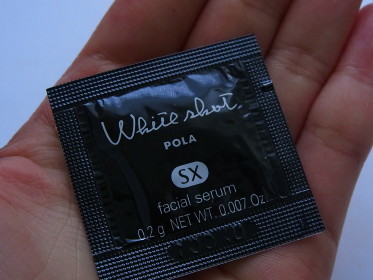 White shot
POLA
SX
facial serum
0.2 g NET WT. 0.007 Oz